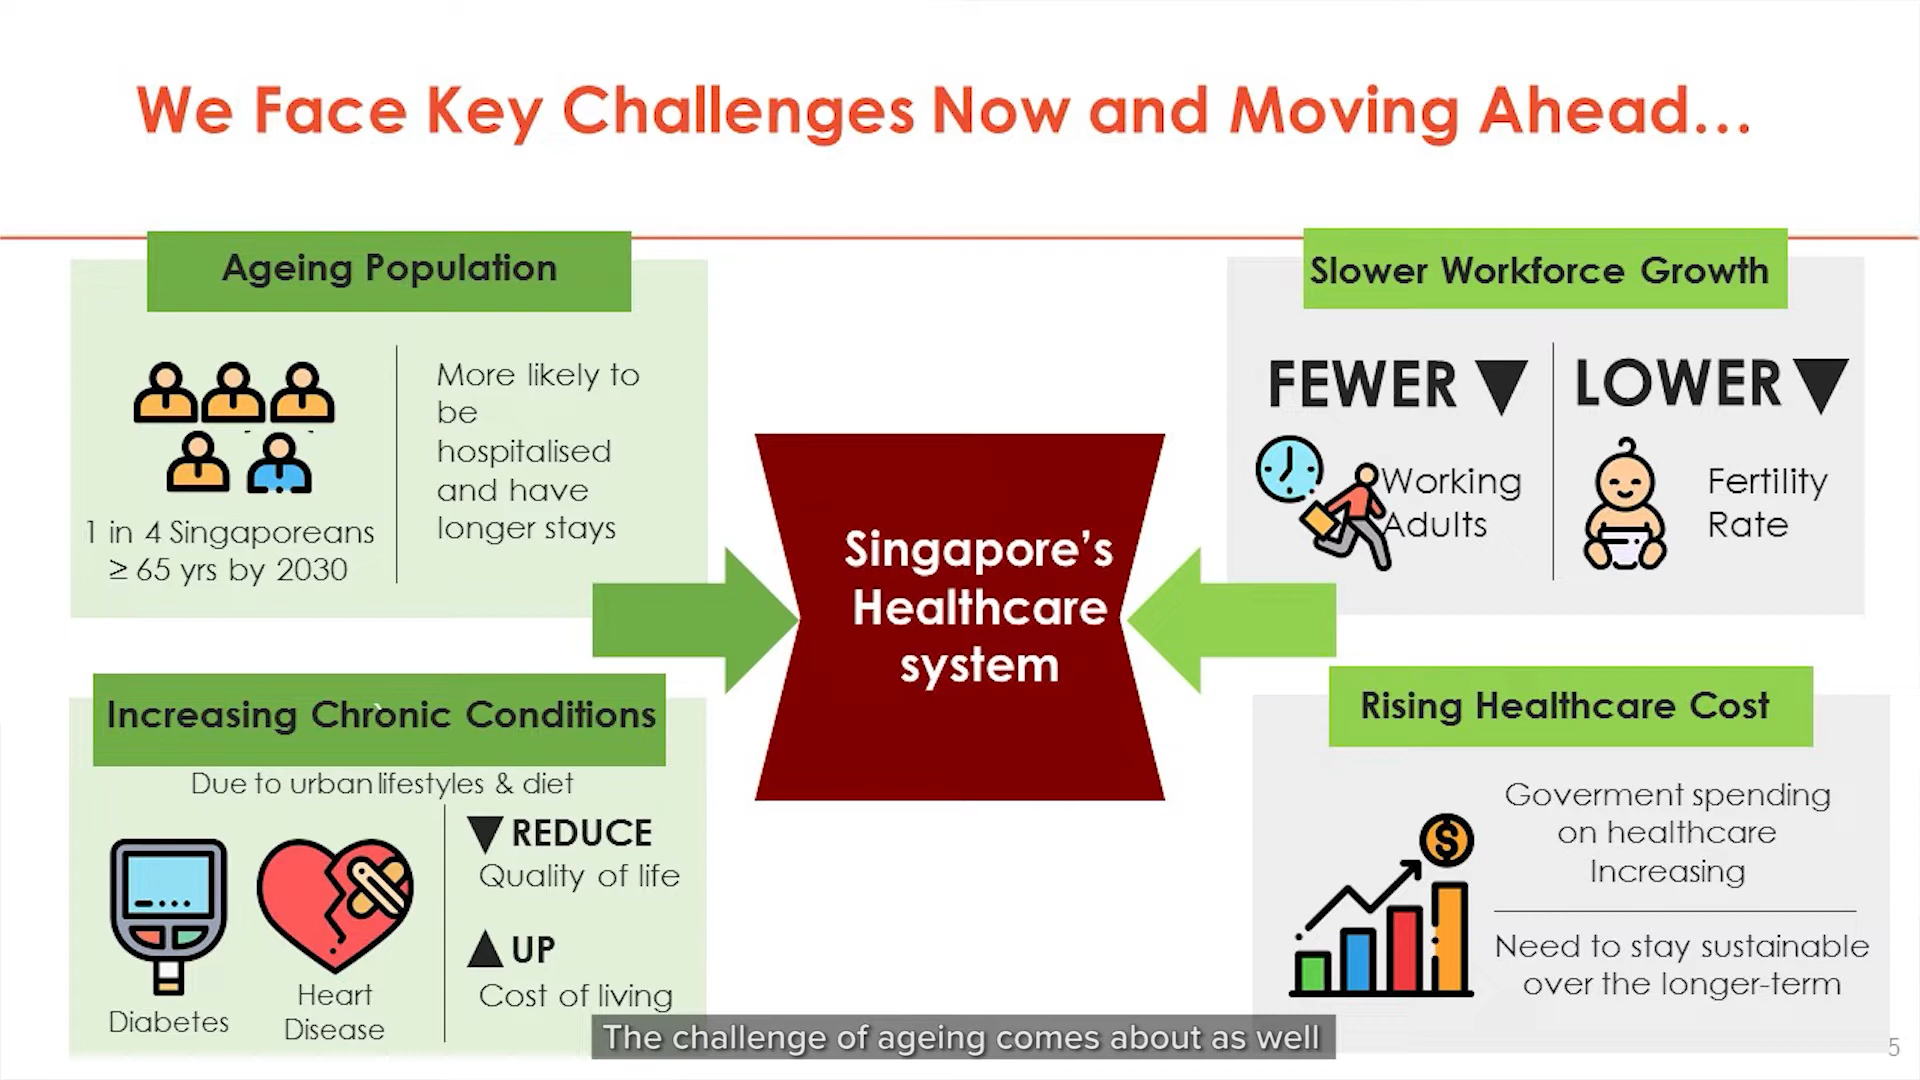 We Face Key Challenges Now and Moving Ahead...
Ageing Population
1 in 4 Singaporeans
≥ 65 yrs by 2030
More likely to
be
hospitalised
and have
longer stays
Increasing Chronic Conditions
Due to urban lifestyles & diet
Diabetes
Heart
Disease
REDUCE
Quality of life
UP
Cost of living
Singapore's
Healthcare
system
Slower Workforce Growth
FEWER
Working
Adults
LOWER
Fertility
Rate
Rising Healthcare Cost
$
Goverment spending
on healthcare
Increasing
Need to stay sustainable
over the longer-term
The challenge of ageing comes about as well
5